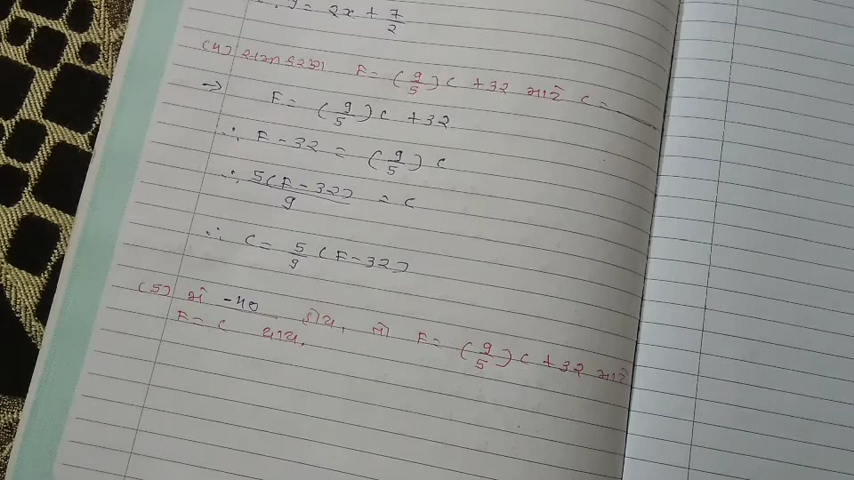 ∴ y = 2x + 7/2
(4) F = (9/5) C + 32 માટે C = ____
→ F = (9/5) C + 32
∴ F - 32 = (9/5) C
∴ 5(F - 32)/9 = C
∴ C = 5/9 (F - 32)
(5) જો -40 હોય, તો F = (9/5) C + 32 માટે
F = C થાય.